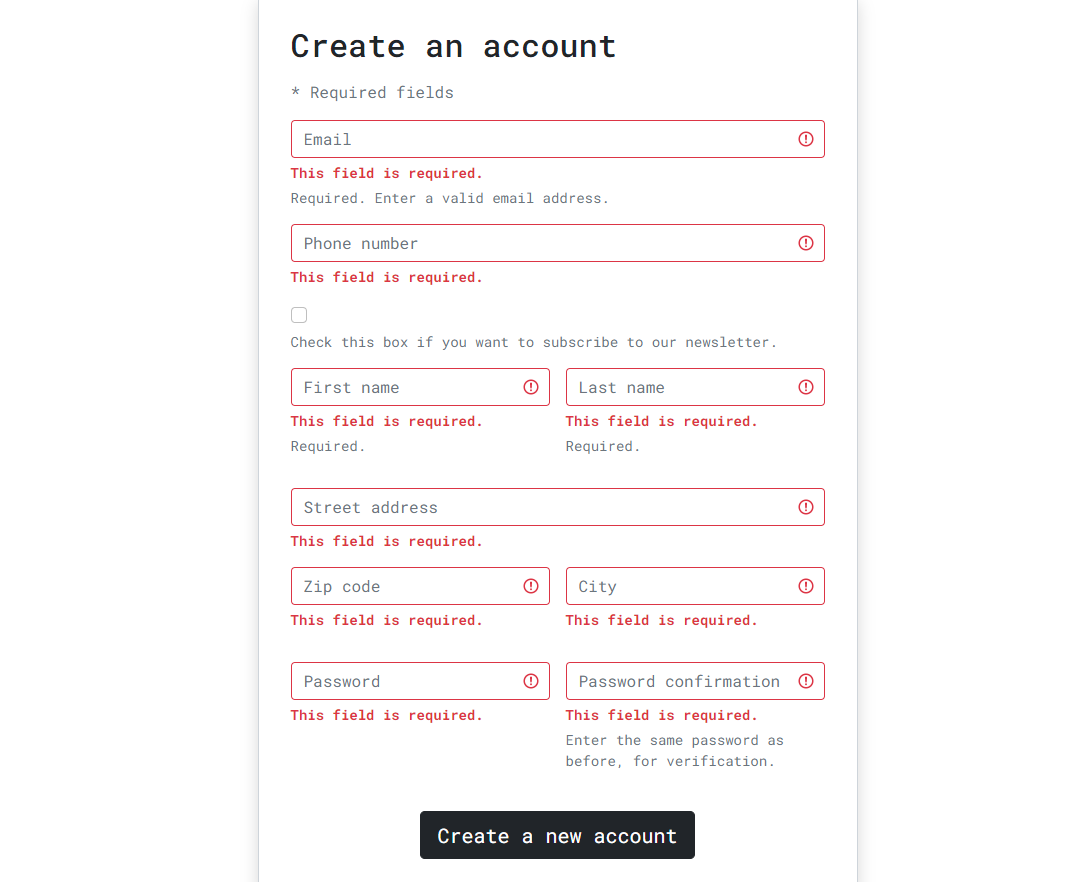 Create an account
* Required fields
Email
This field is required.
Required. Enter a valid email address.
Phone number
This field is required.
Check this box if you want to subscribe to our newsletter.
First name
This field is required.
Required.
Last name
This field is required.
Required.
Street address
This field is required.
Zip code
This field is required.
City
This field is required.
Password
This field is required.
Password confirmation
This field is required.
Enter the same password as
before, for verification.
Create a new account